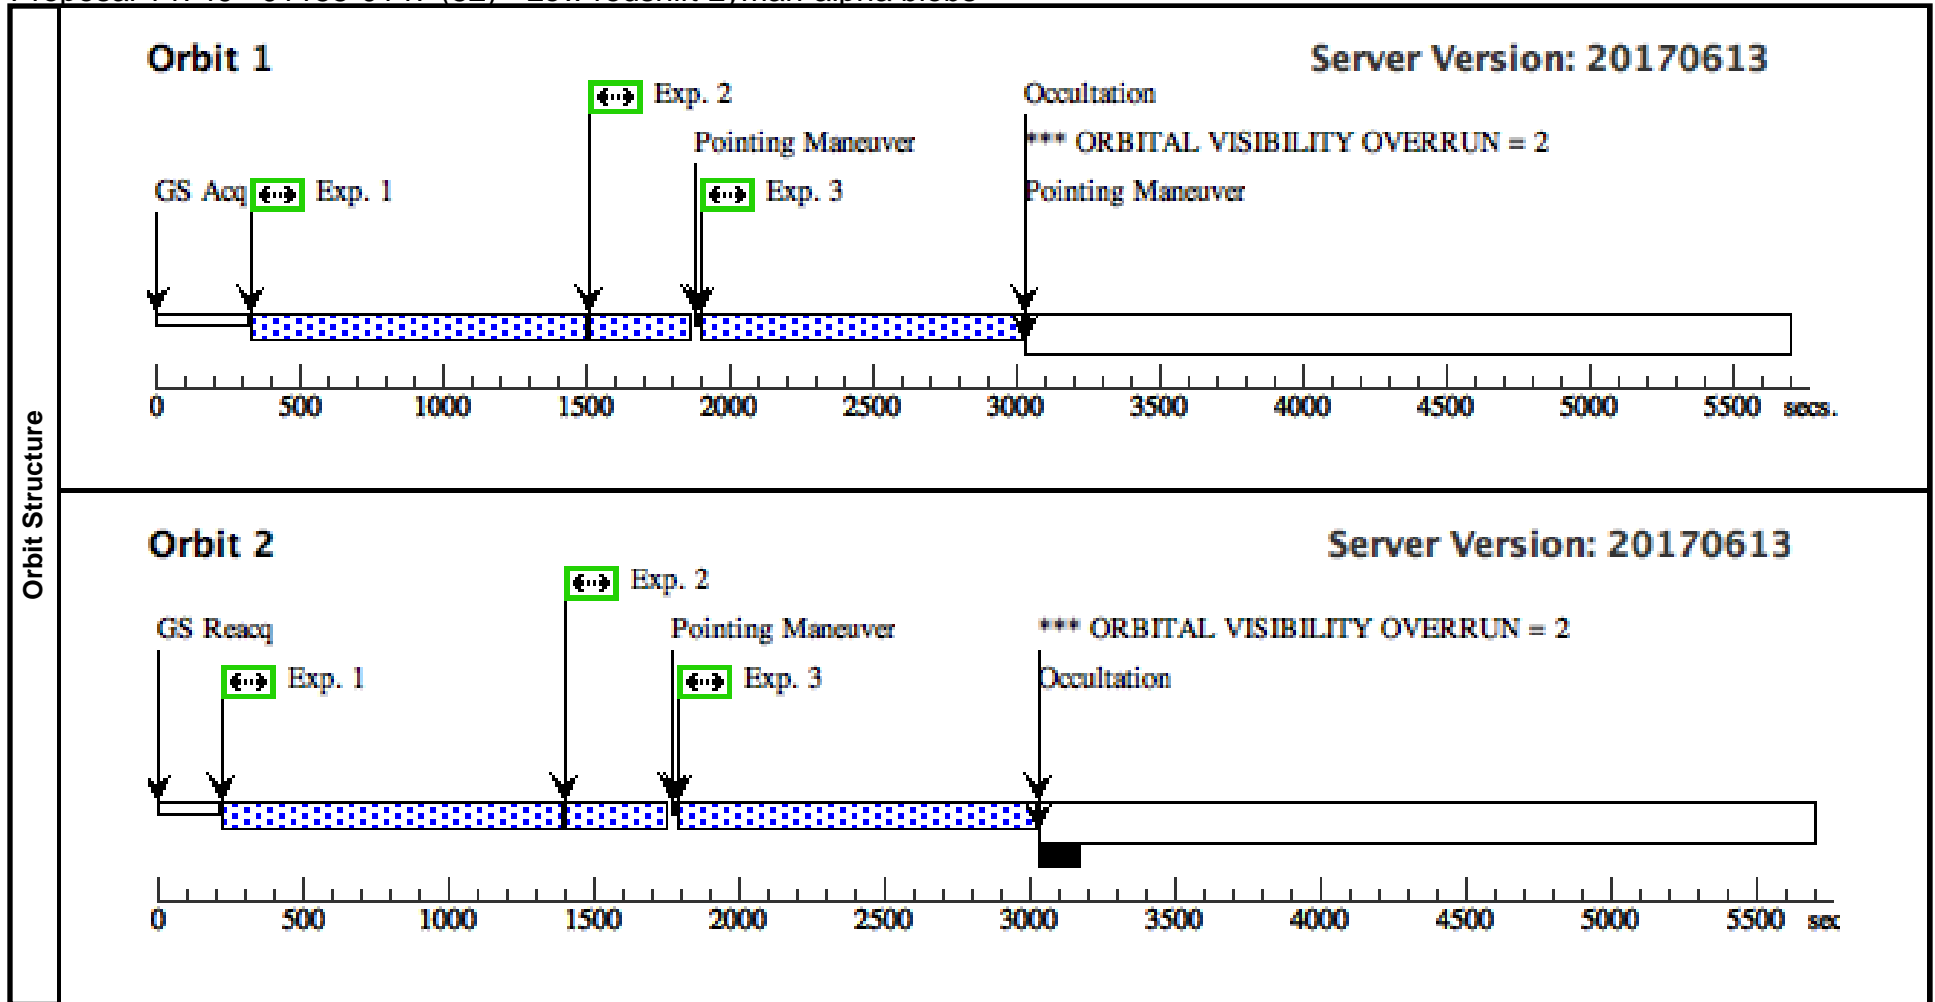 Orbit Structure
Orbit 1
Server Version: 20170613
Exp. 2
Occultation
Pointing Maneuver
*** ORBITAL VISIBILITY OVERRUN = 2
GS Acq
Exp. 1
Exp. 3
Pointing Maneuver
0 500 1000 1500 2000 2500 3000 3500 4000 4500 5000 5500 secs.
Orbit 2
Server Version: 20170613
Exp. 2
GS Reacq
Pointing Maneuver
*** ORBITAL VISIBILITY OVERRUN = 2
Exp. 1
Exp. 3
Occultation
0 500 1000 1500 2000 2500 3000 3500 4000 4500 5000 5500 sec